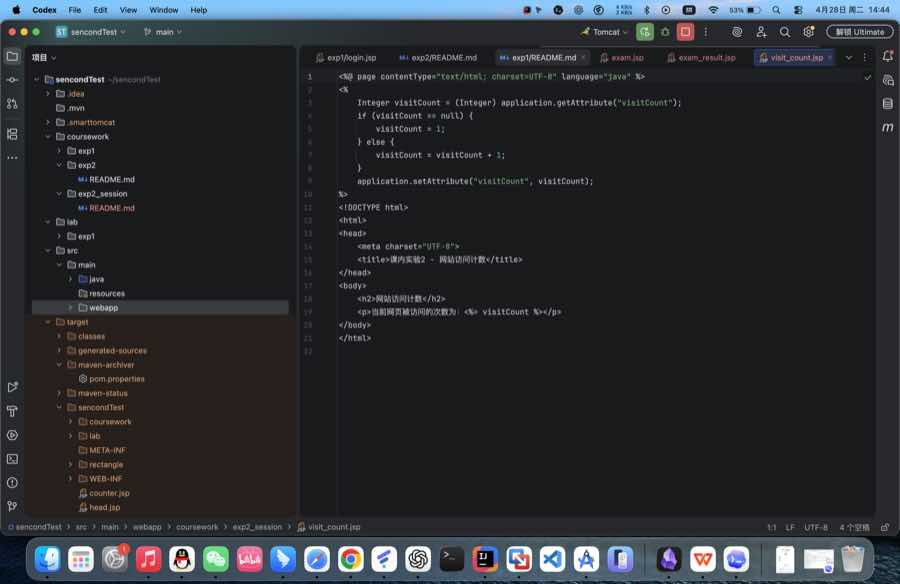 Codex File Edit View Window Help
4 KB/s
2 KB/s
53%
4月28日 周二 14:44
ST sencondTest main
Tomcat
解锁 Ultimate
项目
exp1/login.jsp
exp2/README.md
exp1/README.md
exam.jsp
exam_result.jsp
visit_count.jsp
sencondTest ~/sencondTest
.idea
.mvn
.smarttomcat
coursework
exp1
exp2
README.md
exp2_session
README.md
lab
exp1
src
main
java
resources
webapp
target
classes
generated-sources
maven-archiver
pom.properties
maven-status
sencondTest
coursework
lab
META-INF
rectangle
WEB-INF
counter.jsp
head.jsp
1 <%@ page contentType="text/html; charset=UTF-8" language="java" %>
2 <%
3 Integer visitCount = (Integer) application.getAttribute("visitCount");
4 if (visitCount == null) {
5 visitCount = 1;
6 } else {
7 visitCount = visitCount + 1;
8 }
9 application.setAttribute("visitCount", visitCount);
10 %>
11 <!DOCTYPE html>
12 <html>
13 <head>
14 <meta charset="UTF-8">
15 <title>课内实验2 - 网站访问计数</title>
16 </head>
17 <body>
18 <h2>网站访问计数</h2>
19 <p>当前网页被访问的次数为：<%= visitCount %></p>
20 </body>
21 </html>
22
sencondTest > src > main > webapp > coursework > exp2_session > visit_count.jsp
1:1 LF UTF-8 4 个空格